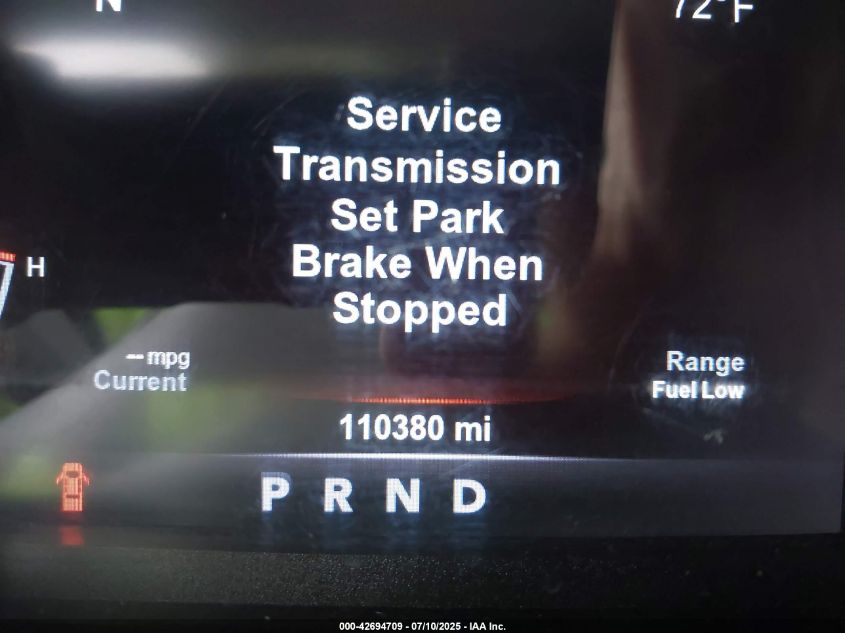 N
72°F
Service
Transmission
Set Park
Brake When
Stopped
H
-- mpg
Current
Range
Fuel Low
110380 mi
P R N D
000-42694709 - 07/10/2025 - IAA Inc.